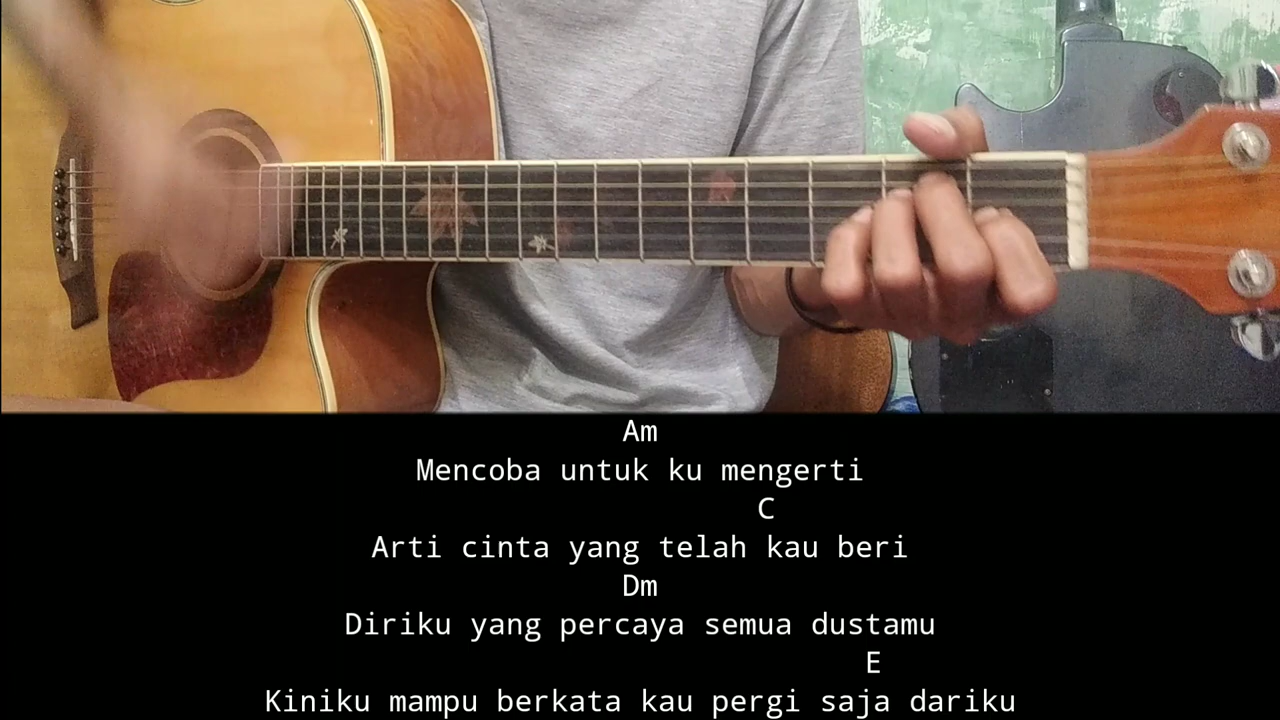 Am
Mencoba untuk ku mengerti
C
Arti cinta yang telah kau beri
Dm
Diriku yang percaya semua dustamu
E
Kiniku mampu berkata kau pergi saja dariku